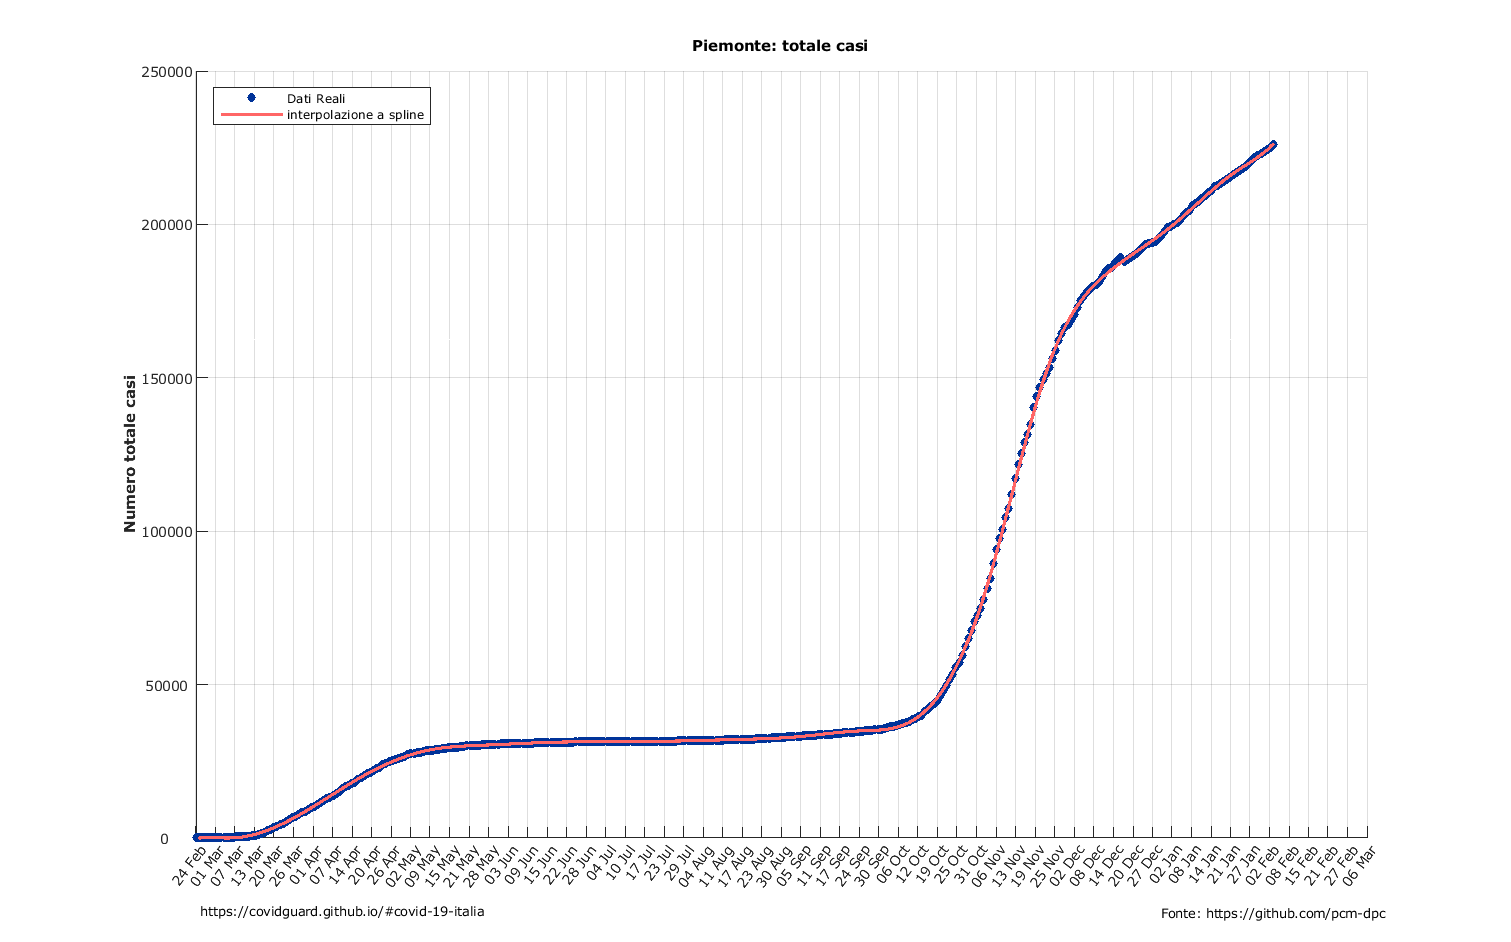 Piemonte: totale casi
250000
200000
150000
100000
50000
0
Numero totale casi
Dati Reali
interpolazione a spline
24 Feb
01 Mar
07 Mar
13 Mar
20 Mar
26 Mar
01 Apr
07 Apr
14 Apr
20 Apr
26 Apr
02 May
09 May
15 May
21 May
28 May
03 Jun
09 Jun
15 Jun
22 Jun
28 Jun
04 Jul
10 Jul
17 Jul
23 Jul
29 Jul
04 Aug
11 Aug
17 Aug
23 Aug
30 Aug
05 Sep
11 Sep
17 Sep
24 Sep
30 Sep
06 Oct
12 Oct
19 Oct
25 Oct
31 Oct
06 Nov
13 Nov
19 Nov
25 Nov
02 Dec
08 Dec
14 Dec
20 Dec
27 Dec
02 Jan
08 Jan
14 Jan
21 Jan
27 Jan
02 Feb
08 Feb
15 Feb
21 Feb
27 Feb
06 Mar
https://covidguard.github.io/#covid-19-italia
Fonte: https://github.com/pcm-dpc